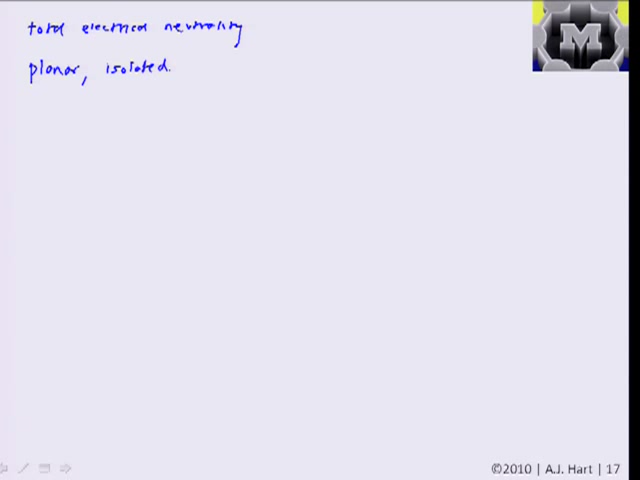 total electrical neutrality
planar, isolated.
M
©2010 | A.J. Hart | 17